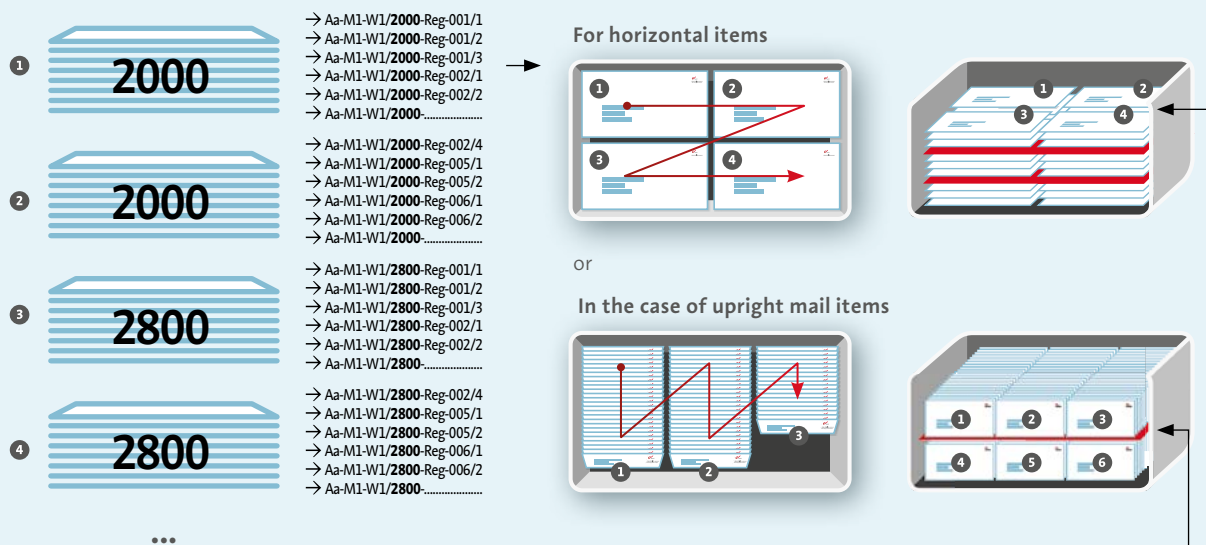 1
2000
→ Aa-M1-W1/2000-Reg-001/1
→ Aa-M1-W1/2000-Reg-001/2
→ Aa-M1-W1/2000-Reg-001/3
→ Aa-M1-W1/2000-Reg-002/1
→ Aa-M1-W1/2000-Reg-002/2
→ Aa-M1-W1/2000-.....................
2
2000
→ Aa-M1-W1/2000-Reg-002/4
→ Aa-M1-W1/2000-Reg-005/1
→ Aa-M1-W1/2000-Reg-005/2
→ Aa-M1-W1/2000-Reg-006/1
→ Aa-M1-W1/2000-Reg-006/2
→ Aa-M1-W1/2000-.....................
3
2800
→ Aa-M1-W1/2800-Reg-001/1
→ Aa-M1-W1/2800-Reg-001/2
→ Aa-M1-W1/2800-Reg-001/3
→ Aa-M1-W1/2800-Reg-002/1
→ Aa-M1-W1/2800-Reg-002/2
→ Aa-M1-W1/2800-.....................
4
2800
→ Aa-M1-W1/2800-Reg-002/4
→ Aa-M1-W1/2800-Reg-005/1
→ Aa-M1-W1/2800-Reg-005/2
→ Aa-M1-W1/2800-Reg-006/1
→ Aa-M1-W1/2800-Reg-006/2
→ Aa-M1-W1/2800-.....................
...
For horizontal items
1 2
3 4
1 2
3 4
or
In the case of upright mail items
1 2 3
1 2 3
4 5 6